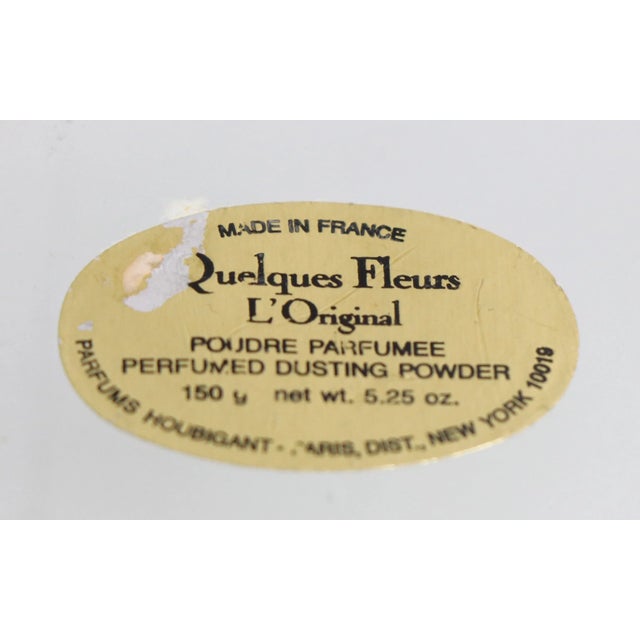 MADE IN FRANCE
Quelques Fleurs
L'Original
POUDRE PARFUMEE
PERFUMED DUSTING POWDER
150 g net wt. 5.25 oz.
PARFUMS HOUBIGANT - PARIS, DIST., NEW YORK 10019